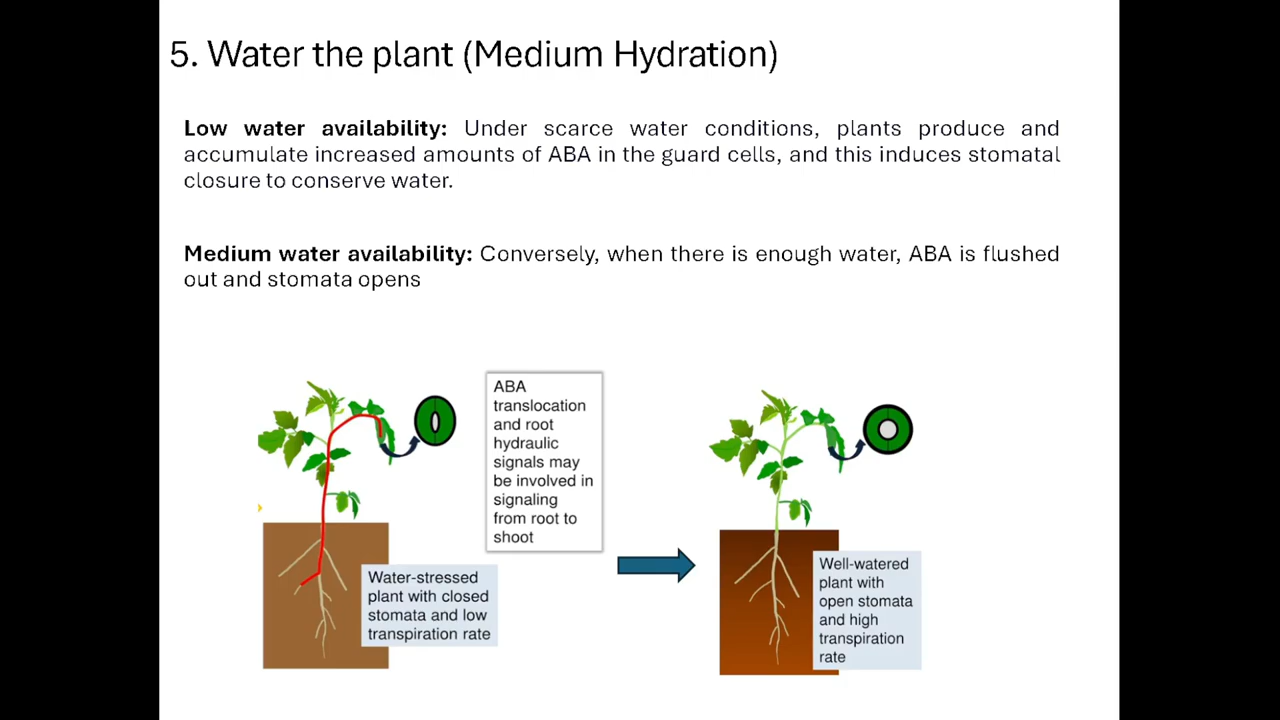 5. Water the plant (Medium Hydration)
Low water availability: Under scarce water conditions, plants produce and
accumulate increased amounts of ABA in the guard cells, and this induces stomatal
closure to conserve water.
Medium water availability: Conversely, when there is enough water, ABA is flushed
out and stomata opens
ABA
translocation
and root
hydraulic
signals may
be involved in
signaling
from root to
shoot
Water-stressed
plant with closed
stomata and low
transpiration rate
Well-watered
plant with
open stomata
and high
transpiration
rate